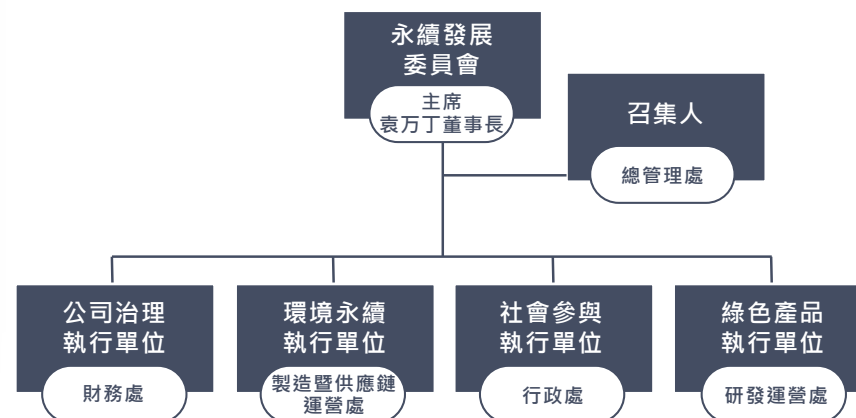 永續發展
委員會
主席
袁万丁董事長
召集人
總管理處
公司治理
執行單位
財務處
環境永續
執行單位
製造暨供應鏈
運營處
社會參與
執行單位
行政處
綠色產品
執行單位
研發運營處